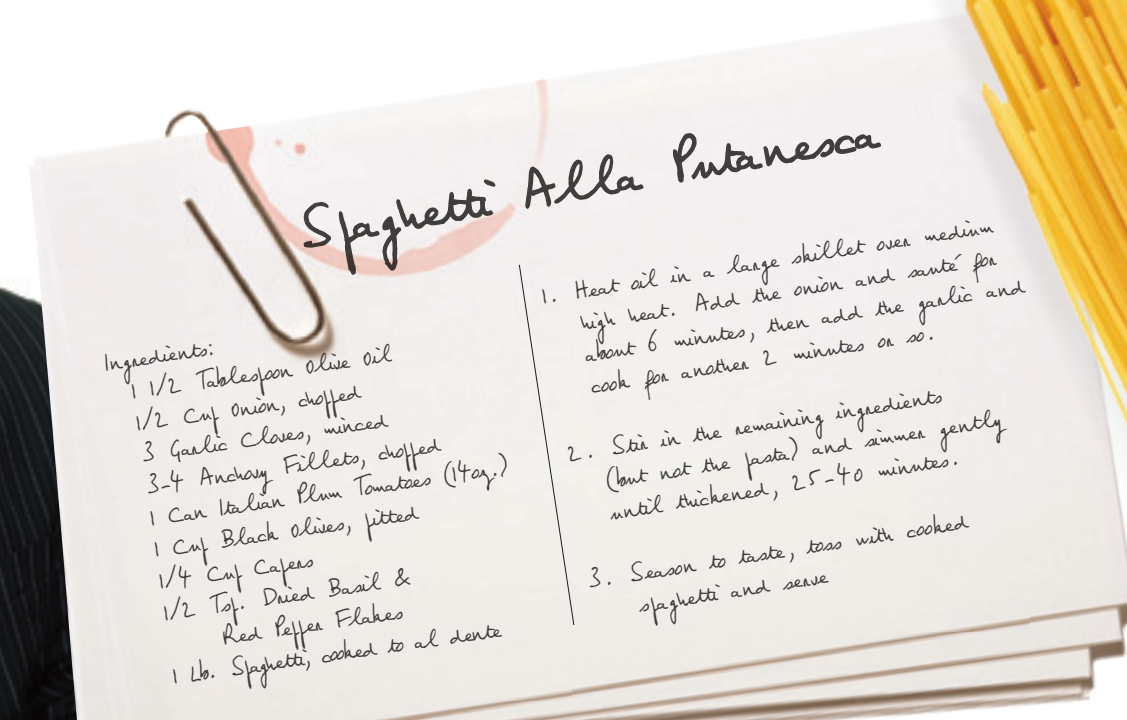 Spaghetti Alla Putanesca
Ingredients:
1 1/2 Tablespoon Olive Oil
1/2 Cup Onion, chopped
3 Garlic Cloves, minced
3-4 Anchovy Fillets, chopped
1 Can Italian Plum Tomatoes (14oz.)
1 Cup Black Olives, pitted
1/4 Cup Capers
1/2 Tsp. Dried Basil &
Red Pepper Flakes
1 Lb. Spaghetti, cooked to al dente
1. Heat oil in a large skillet over medium
high heat. Add the onion and sauté for
about 6 minutes, then add the garlic and
cook for another 2 minutes or so.
2. Stir in the remaining ingredients
(but not the pasta) and simmer gently
until thickened, 25-40 minutes.
3. Season to taste, toss with cooked
spaghetti and serve